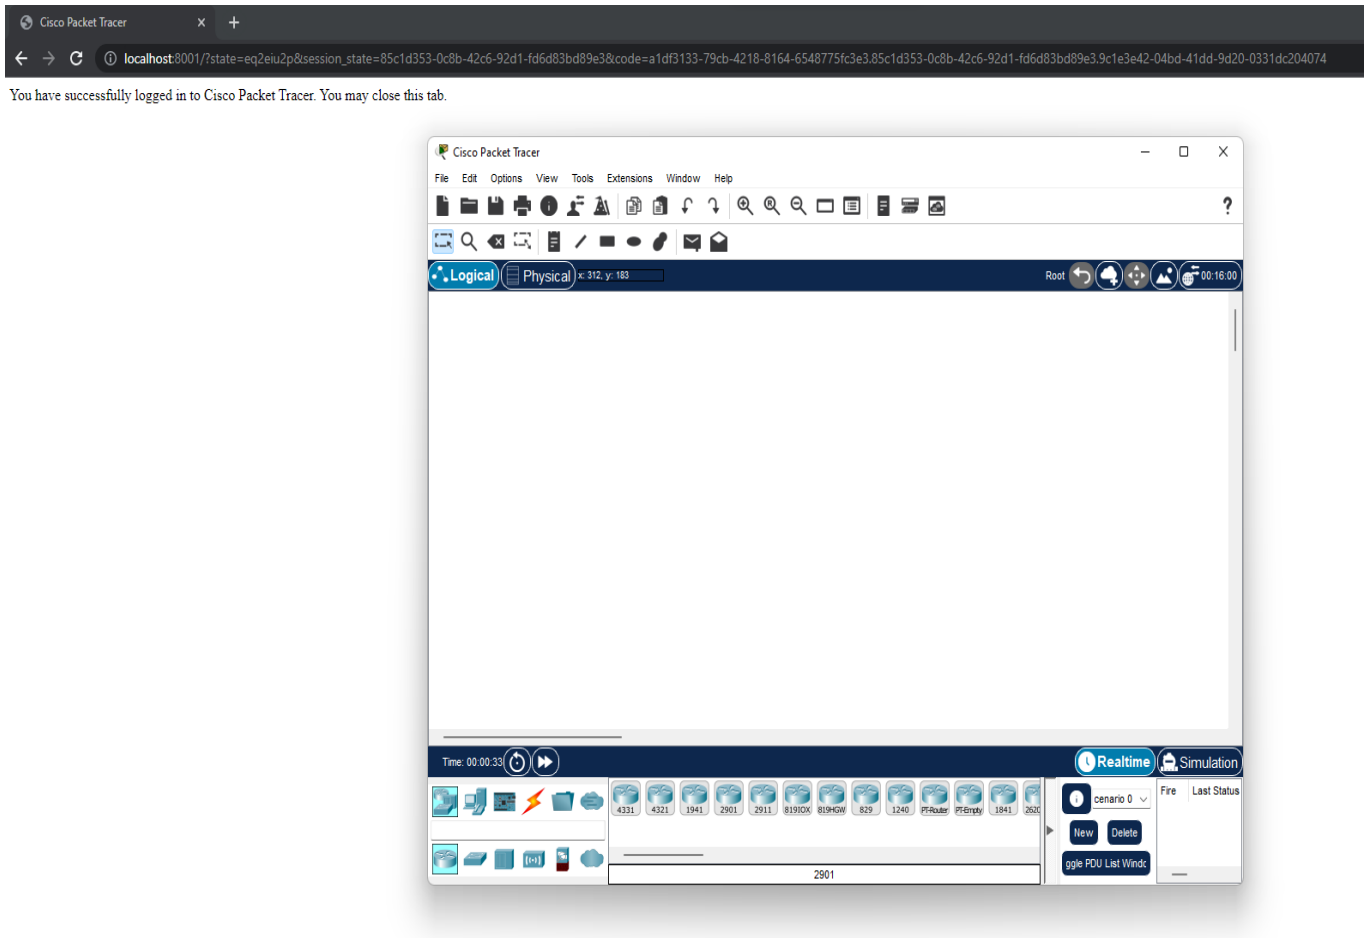 Cisco Packet Tracer
localhost:8001/?state=eq2eiu2p&session_state=85c1d353-0c8b-42c6-92d1-fd6d83bd89e3&code=a1df3133-79cb-4218-8164-6548775fc3e3.85c1d353-0c8b-42c6-92d1-fd6d83bd89e3.9c1e3e42-04bd-41dd-9d20-0331dc204074
You have successfully logged in to Cisco Packet Tracer. You may close this tab.
Cisco Packet Tracer
File Edit Options View Tools Extensions Window Help
Logical Physical x: 312, y: 183 Root 00:16:00
Time: 00:00:33 Realtime Simulation
4331 4321 1941 2901 2911 819IOX 819HGW 829 1240 PT-Router PT-Empty 1841 262
cenario 0 Fire Last Status
New Delete
ggle PDU List Windc
2901